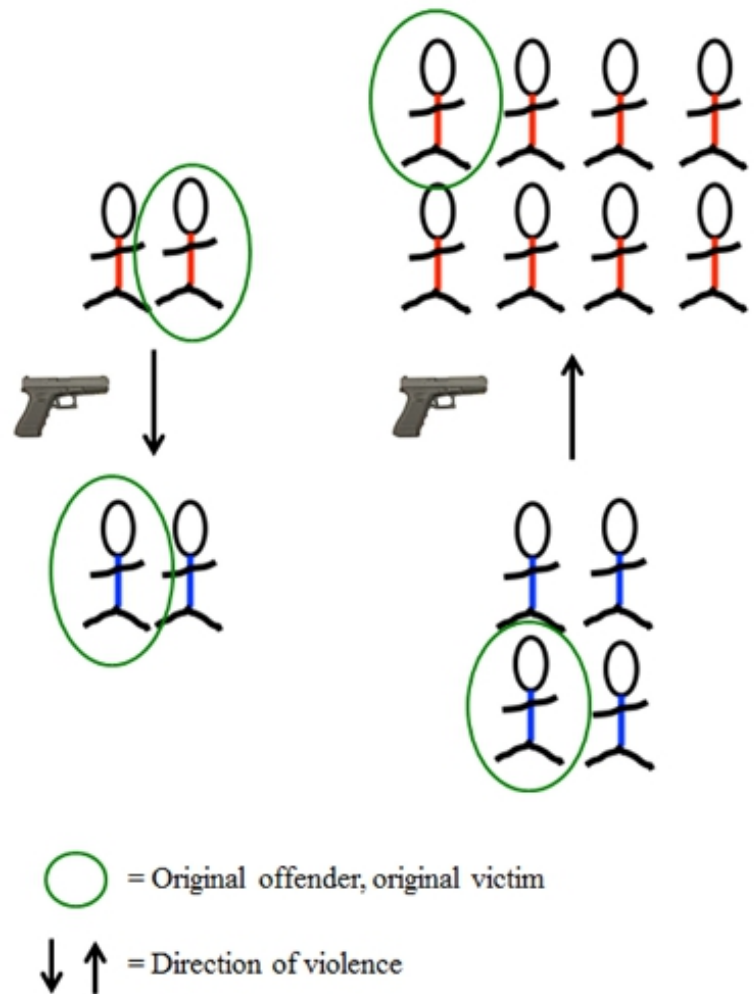 = Original offender, original victim
= Direction of violence